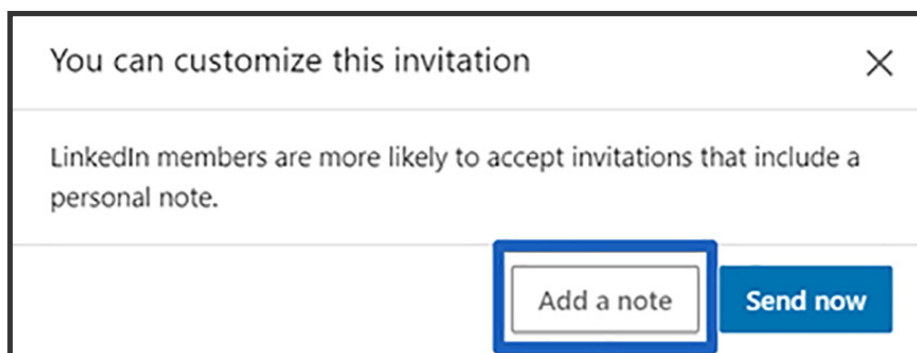 You can customize this invitation
LinkedIn members are more likely to accept invitations that include a
personal note.
Add a note
Send now